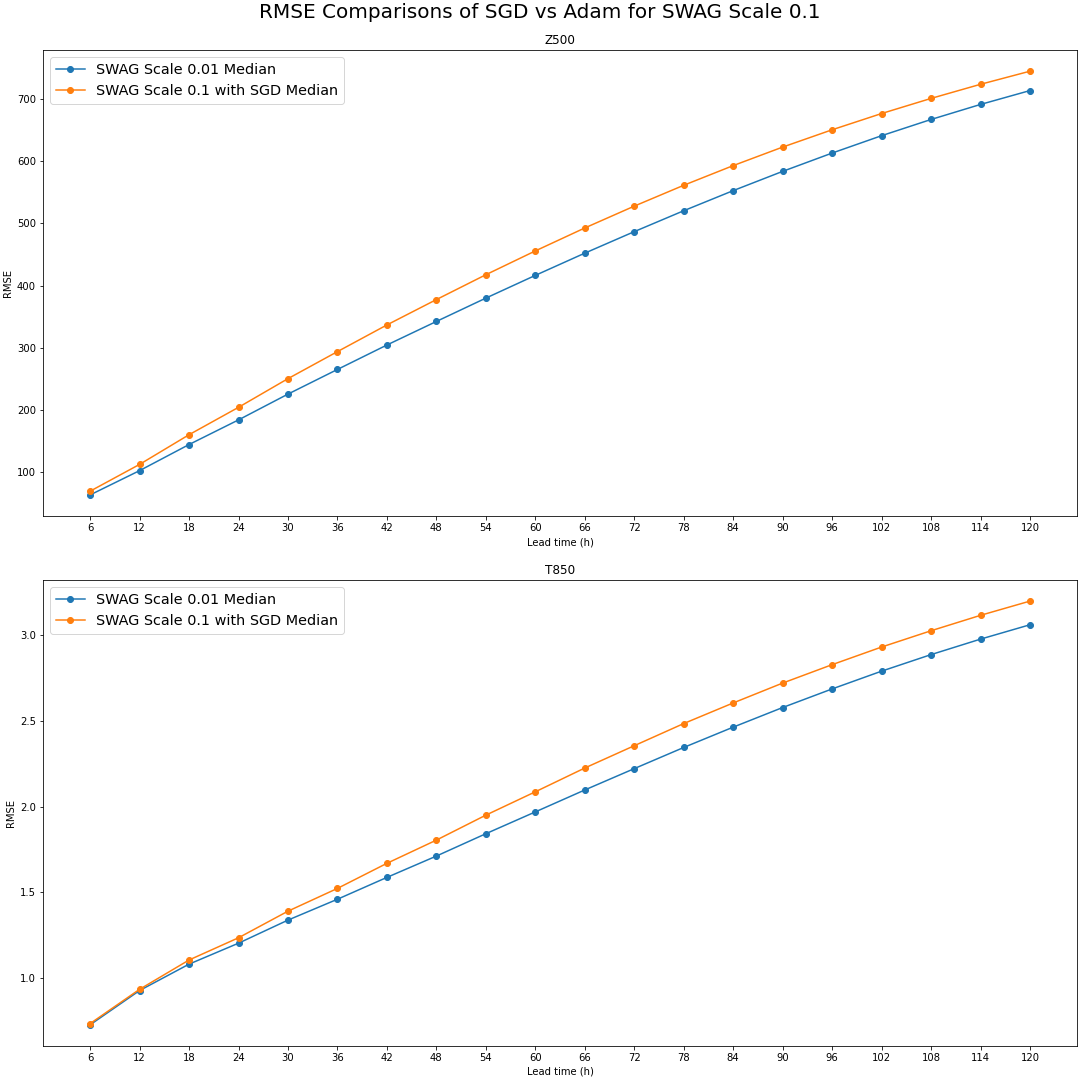 RMSE Comparisons of SGD vs Adam for SWAG Scale 0.1
Z500
SWAG Scale 0.01 Median
SWAG Scale 0.1 with SGD Median
700
600
500
400
300
200
100
RMSE
6 12 18 24 30 36 42 48 54 60 66 72 78 84 90 96 102 108 114 120
Lead time (h)
T850
SWAG Scale 0.01 Median
SWAG Scale 0.1 with SGD Median
3.0
2.5
2.0
1.5
1.0
RMSE
6 12 18 24 30 36 42 48 54 60 66 72 78 84 90 96 102 108 114 120
Lead time (h)